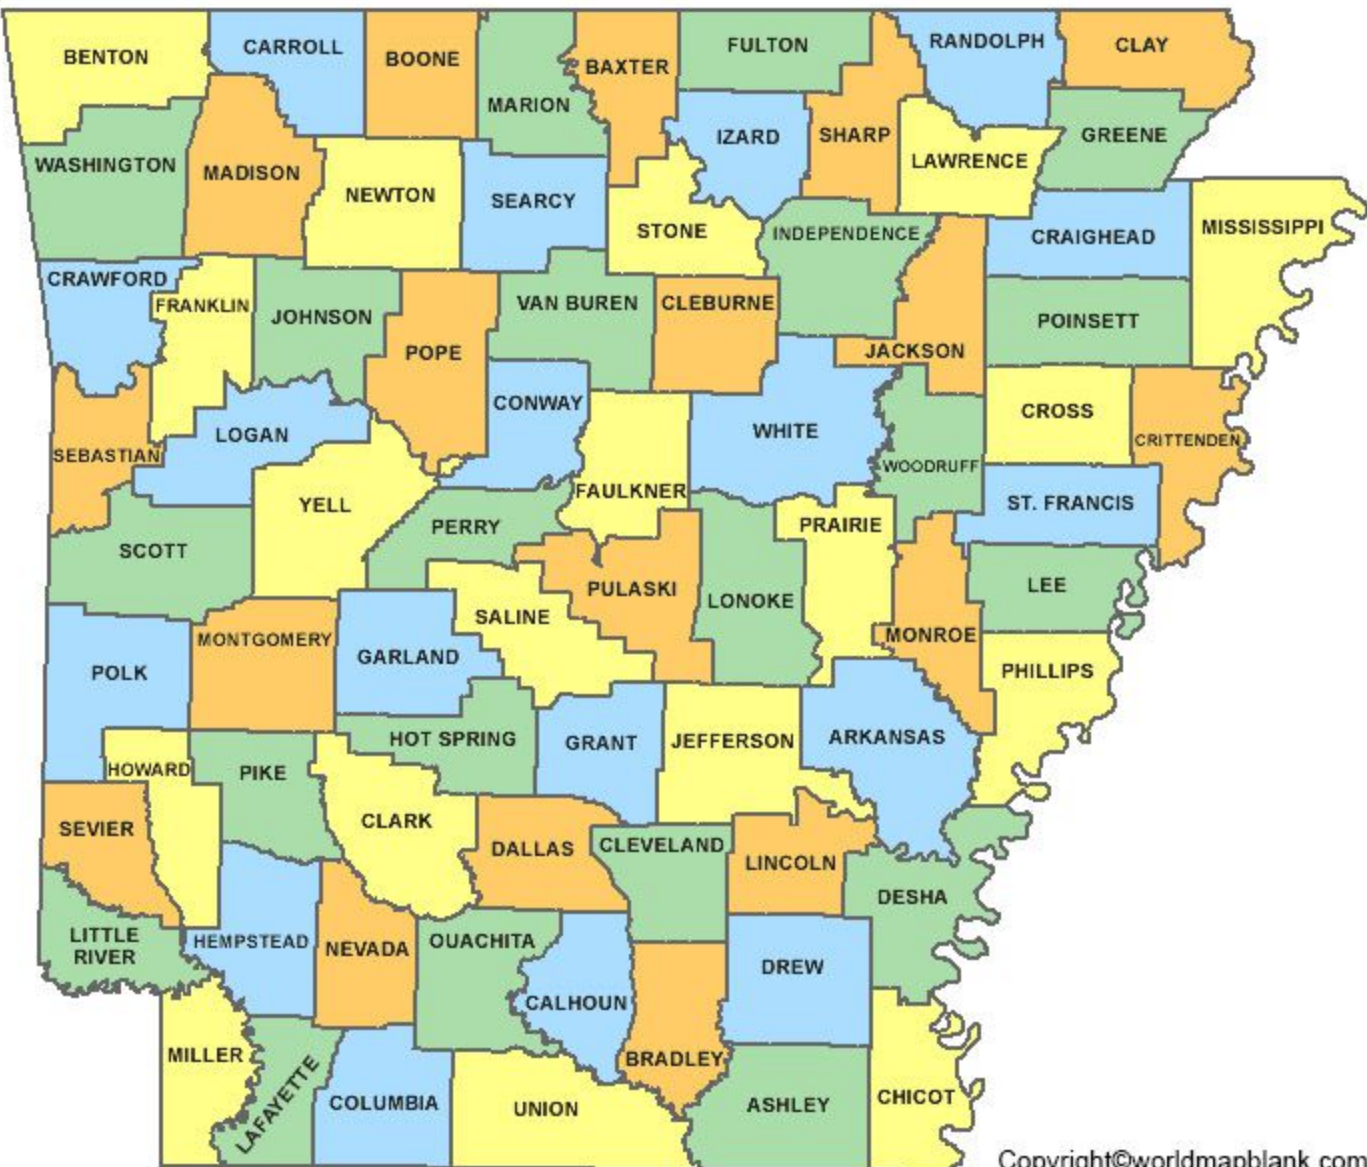 BENTON
CARROLL
BOONE
MARION
BAXTER
FULTON
RANDOLPH
CLAY
WASHINGTON
MADISON
NEWTON
SEARCY
STONE
IZARD
SHARP
LAWRENCE
GREENE
CRAWFORD
FRANKLIN
JOHNSON
POPE
VAN BUREN
CLEBURNE
INDEPENDENCE
JACKSON
CRAIGHEAD
MISSISSIPPI
POINSETT
SEBASTIAN
LOGAN
CONWAY
WHITE
WOODRUFF
CROSS
CRITTENDEN
SCOTT
YELL
PERRY
FAULKNER
PRAIRIE
ST. FRANCIS
PULASKI
LONOKE
LEE
POLK
MONTGOMERY
GARLAND
SALINE
MONROE
PHILLIPS
HOWARD
PIKE
HOT SPRING
GRANT
JEFFERSON
ARKANSAS
SEVIER
CLARK
DALLAS
CLEVELAND
LINCOLN
DESHA
LITTLE
RIVER
HEMPSTEAD
NEVADA
OUACHITA
CALHOUN
DREW
MILLER
LAFAYETTE
COLUMBIA
UNION
BRADLEY
ASHLEY
CHICOT
Copyright©worldmapblank.com